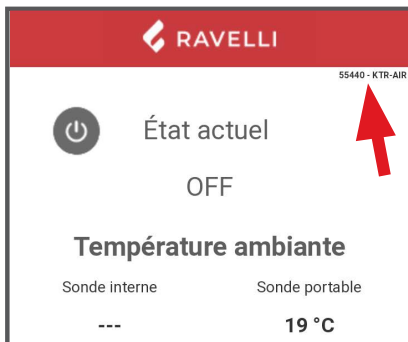 RAVELLI
55440 - KTR-AIR
État actuel
OFF
Température ambiante
Sonde interne Sonde portable
--- 19 °C